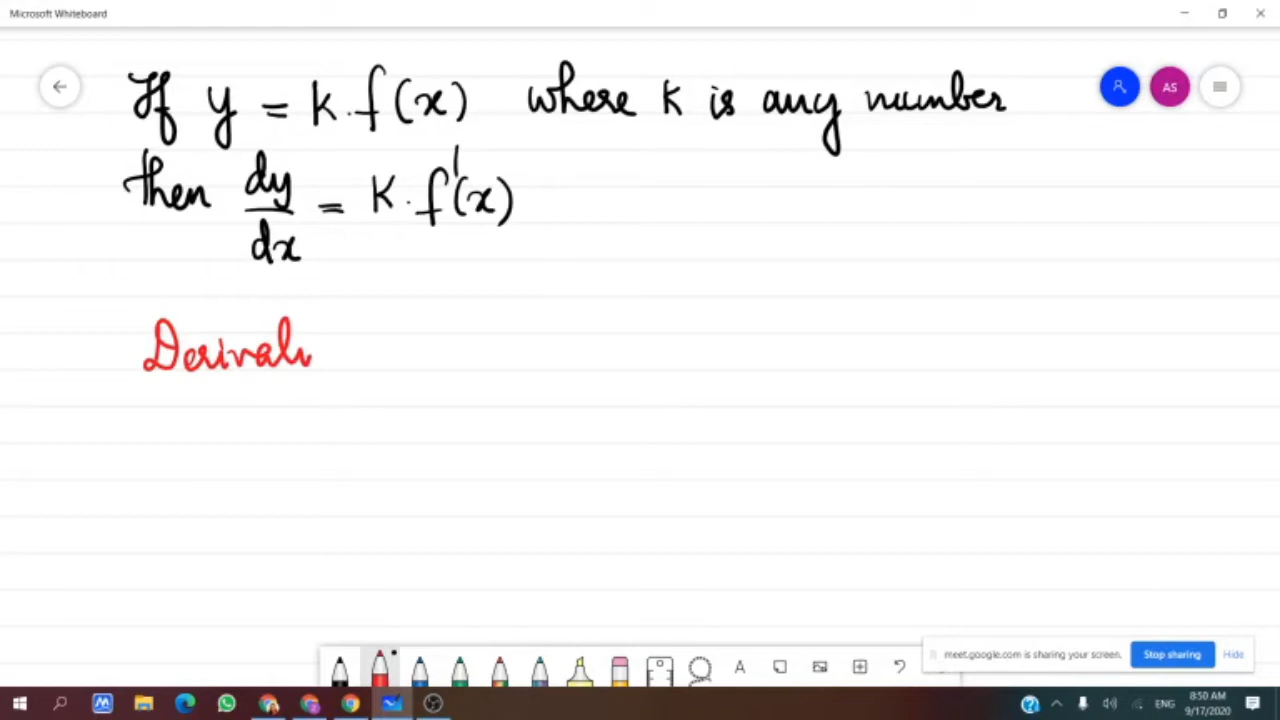 Microsoft Whiteboard
If y = K.f(x) where K is any number
AS
then dy/dx = K.f'(x)
Derivati
A
meet.google.com is sharing your screen. Stop sharing Hide
ENG
8:50 AM
9/17/2020